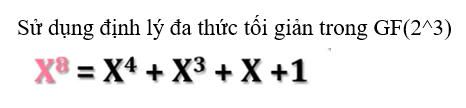 Sử dụng định lý đa thức tối giản trong GF(2^3)
X⁸ = X⁴ + X³ + X +1